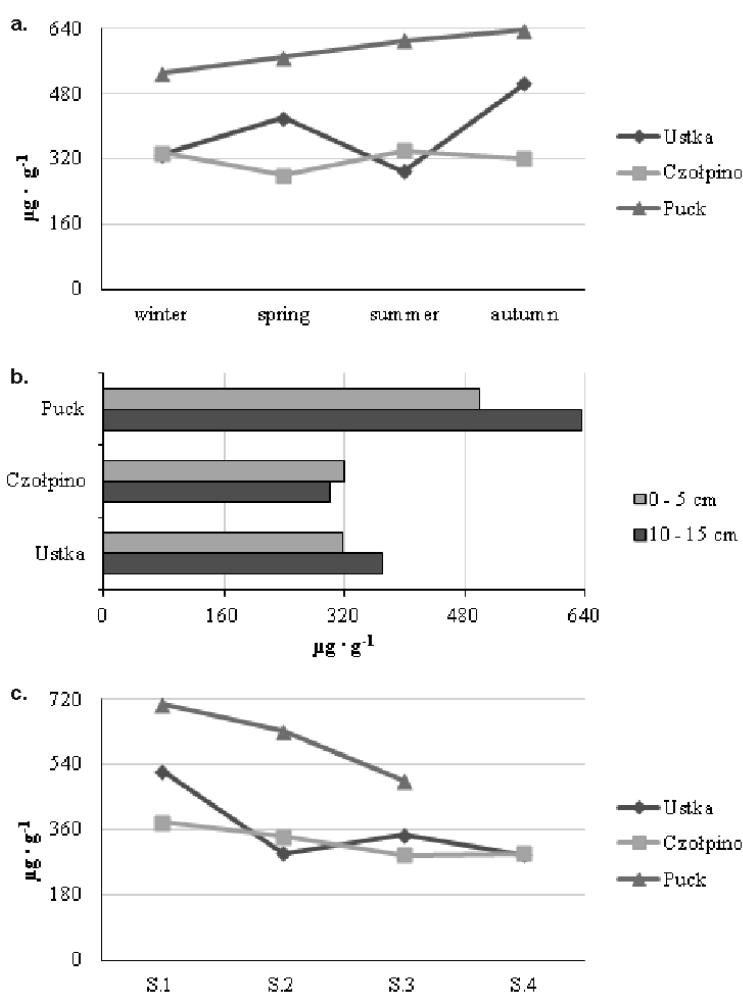 a.
640
480
320
160
0
µg · g-1
winter spring summer autumn
Ustka
Czołpino
Puck
b.
Puck
Czołpino
Ustka
0 160 320 480 640
µg · g-1
0 - 5 cm
10 - 15 cm
c.
720
540
360
180
0
µg · g-1
S.1 S.2 S.3 S.4
Ustka
Czołpino
Puck